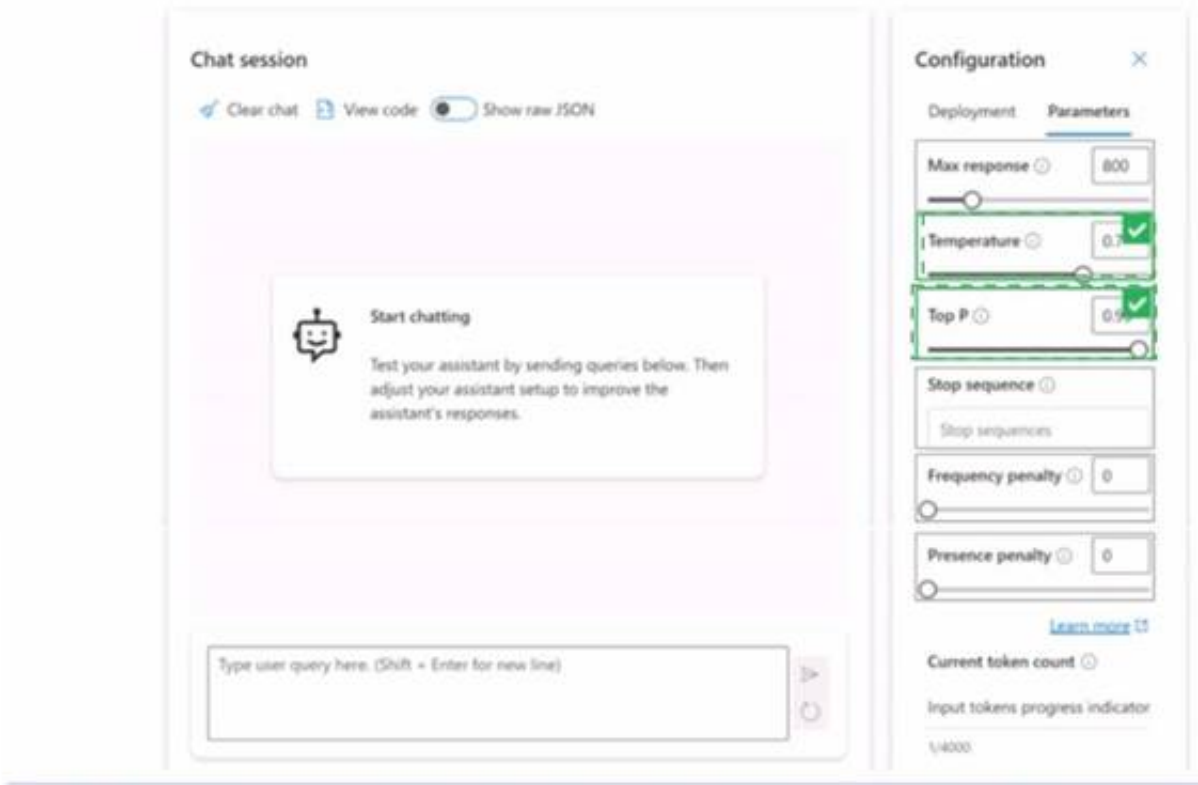 Chat session
Clear chat View code Show raw JSON
Start chatting
Test your assistant by sending queries below. Then
adjust your assistant setup to improve the
assistant's responses.
Type user query here. (Shift + Enter for new line)
Configuration
Deployment Parameters
Max response 800
Temperature 0.7
Top P
Stop sequence
Stop sequences
Frequency penalty 0
Presence penalty 0
Learn more
Current token count
Input tokens progress indicator
1/4000